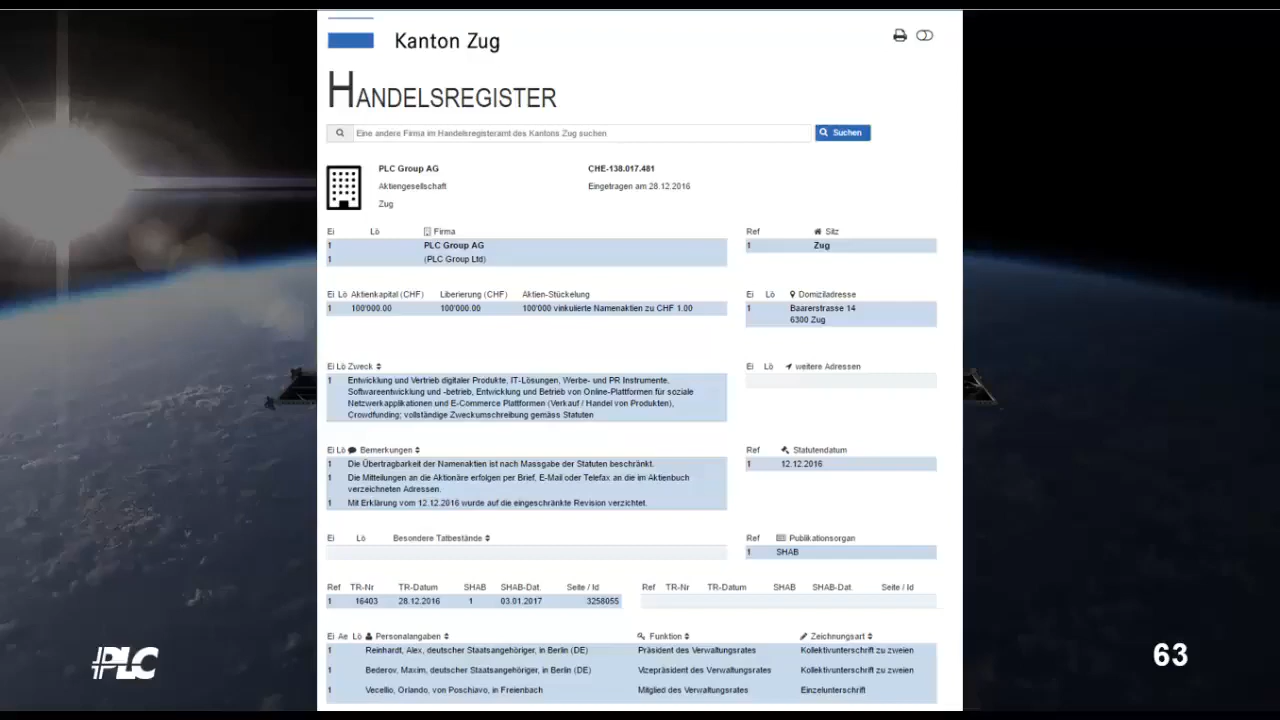 Kanton Zug
HANDELSREGISTER
Eine andere Firma im Handelsregisteramt des Kantons Zug suchen
Suchen
PLC Group AG CHE-138.017.481
Aktiengesellschaft Eingetragen am 28.12.2016
Zug
Ei Lö Firma Ref Sitz
1 PLC Group AG 1 Zug
1 (PLC Group Ltd)
Ei Lö Aktienkapital (CHF) Liberierung (CHF) Aktien-Stückelung Ei Lö Domiziladresse
1 100'000.00 100'000.00 100'000 vinkulierte Namenaktien zu CHF 1.00 1 Baarerstrasse 14
6300 Zug
Ei Lö Zweck Ei Lö weitere Adressen
1 Entwicklung und Vertrieb digitaler Produkte, IT-Lösungen, Werbe- und PR Instrumente,
Softwareentwicklung und -betrieb, Entwicklung und Betrieb von Online-Plattformen für soziale
Netzwerkapplikationen und E-Commerce Plattformen (Verkauf / Handel von Produkten),
Crowdfunding; vollständige Zweckumschreibung gemäss Statuten
Ei Lö Bemerkungen Ref Statutendatum
1 Die Übertragbarkeit der Namenaktien ist nach Massgabe der Statuten beschränkt. 1 12.12.2016
1 Die Mitteilungen an die Aktionäre erfolgen per Brief, E-Mail oder Telefax an die im Aktienbuch
verzeichneten Adressen.
1 Mit Erklärung vom 12.12.2016 wurde auf die eingeschränkte Revision verzichtet.
Ei Lö Besondere Tatbestände Ref Publikationsorgan
1 SHAB
Ref TR-Nr TR-Datum SHAB SHAB-Dat. Seite / Id Ref TR-Nr TR-Datum SHAB SHAB-Dat. Seite / Id
1 16403 28.12.2016 1 03.01.2017 3258055
Ei Ae Lö Personalangaben Funktion Zeichnungsart
1 Reinhardt, Alex, deutscher Staatsangehöriger, in Berlin (DE) Präsident des Verwaltungsrates Kollektivunterschrift zu zweien
1 Bederov, Maxim, deutscher Staatsangehöriger, in Berlin (DE) Vizepräsident des Verwaltungsrates Kollektivunterschrift zu zweien
1 Vecellio, Orlando, von Poschiavo, in Freienbach Mitglied des Verwaltungsrates Einzelunterschrift
PLC
63